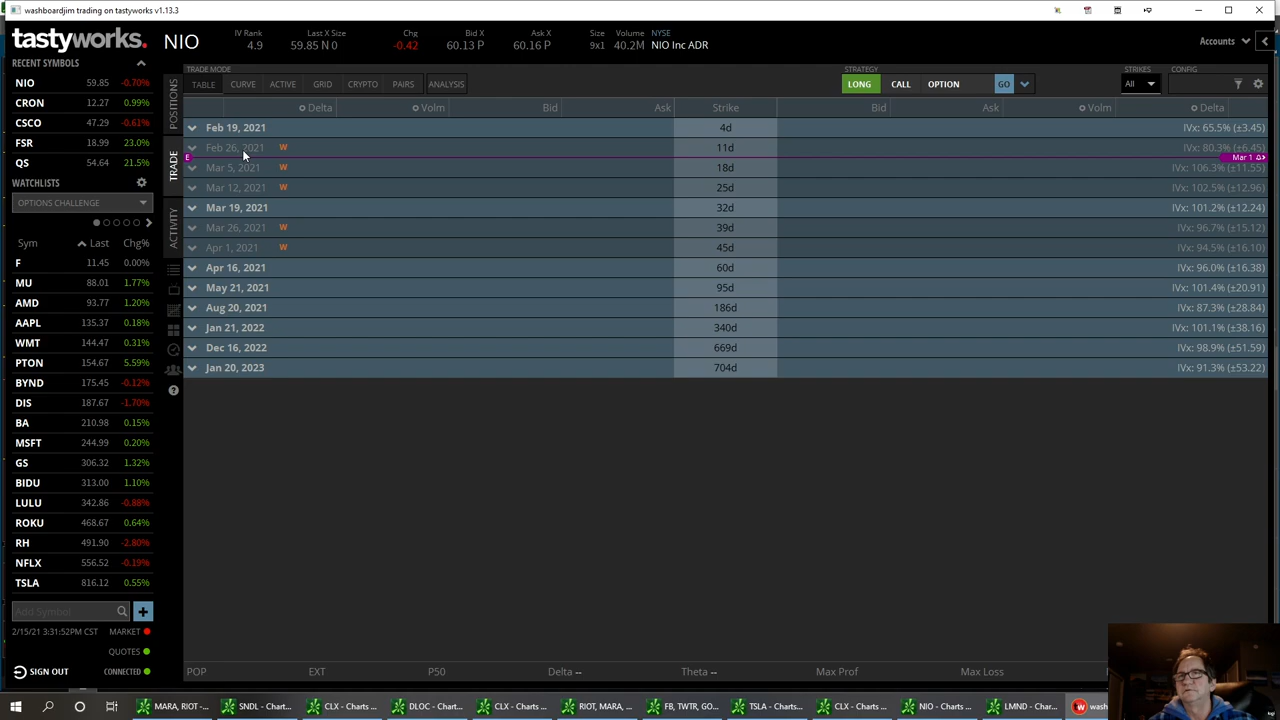 washboardjim trading on tastyworks v1.13.3
tastyworks.
NIO
IV Rank
4.9
Last X Size
59.85 N 0
Chg
-0.42
Bid X
60.13 P
Ask X
60.16 P
Size
9x1
Volume
40.2M
NYSE
NIO Inc ADR
Accounts
RECENT SYMBOLS
NIO 59.85 -0.70%
CRON 12.27 0.99%
CSCO 47.29 -0.61%
FSR 18.99 23.0%
QS 54.64 21.5%
WATCHLISTS
OPTIONS CHALLENGE
Sym Last Chg%
F 11.45 0.00%
MU 88.01 1.77%
AMD 93.77 1.20%
AAPL 135.37 0.18%
WMT 144.47 0.31%
PTON 154.67 5.59%
BYND 175.45 -0.12%
DIS 187.67 -1.70%
BA 210.98 0.15%
MSFT 244.99 0.20%
GS 306.32 1.32%
BIDU 313.00 1.10%
LULU 342.86 -0.88%
ROKU 468.67 0.64%
RH 491.90 -2.80%
NFLX 556.52 -0.19%
TSLA 816.12 0.55%
Add Symbol
2/15/21 3:31:52PM CST MARKET
QUOTES
SIGN OUT CONNECTED
POSITIONS
TRADE
ACTIVITY
TRADE MODE
TABLE CURVE ACTIVE GRID CRYPTO PAIRS ANALYSIS
STRATEGY
LONG CALL OPTION GO
STRIKES
All
CONFIG
Delta Volm Bid Ask Strike Bid Ask Volm Delta
Feb 19, 2021 4d IVx: 65.5% (±3.45)
Feb 26, 2021 W 11d IVx: 80.3% (±6.45)
E Mar 1
Mar 5, 2021 W 18d IVx: 106.3% (±11.55)
Mar 12, 2021 W 25d IVx: 102.5% (±12.96)
Mar 19, 2021 32d IVx: 101.2% (±12.24)
Mar 26, 2021 W 39d IVx: 96.7% (±15.12)
Apr 1, 2021 W 45d IVx: 94.5% (±16.10)
Apr 16, 2021 60d IVx: 96.0% (±16.38)
May 21, 2021 95d IVx: 101.4% (±20.91)
Aug 20, 2021 186d IVx: 87.3% (±28.84)
Jan 21, 2022 340d IVx: 101.1% (±38.16)
Dec 16, 2022 669d IVx: 98.9% (±51.59)
Jan 20, 2023 704d IVx: 91.3% (±53.22)
POP EXT P50 Delta -- Theta -- Max Prof Max Loss
MARA, RIOT - ... SNDL - Chart... CLX - Charts... DLOC - Chart... CLX - Charts... RIOT, MARA, ... FB, TWTR, GO... TSLA - Charts... CLX - Charts ... NIO - Charts ... LMND - Chart... wash